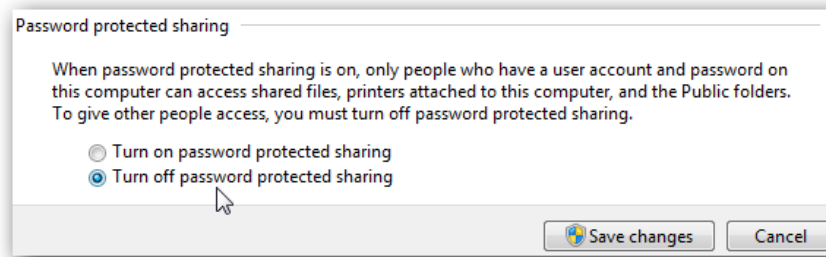 Password protected sharing
When password protected sharing is on, only people who have a user account and password on
this computer can access shared files, printers attached to this computer, and the Public folders.
To give other people access, you must turn off password protected sharing.
Turn on password protected sharing
Turn off password protected sharing
Save changes
Cancel